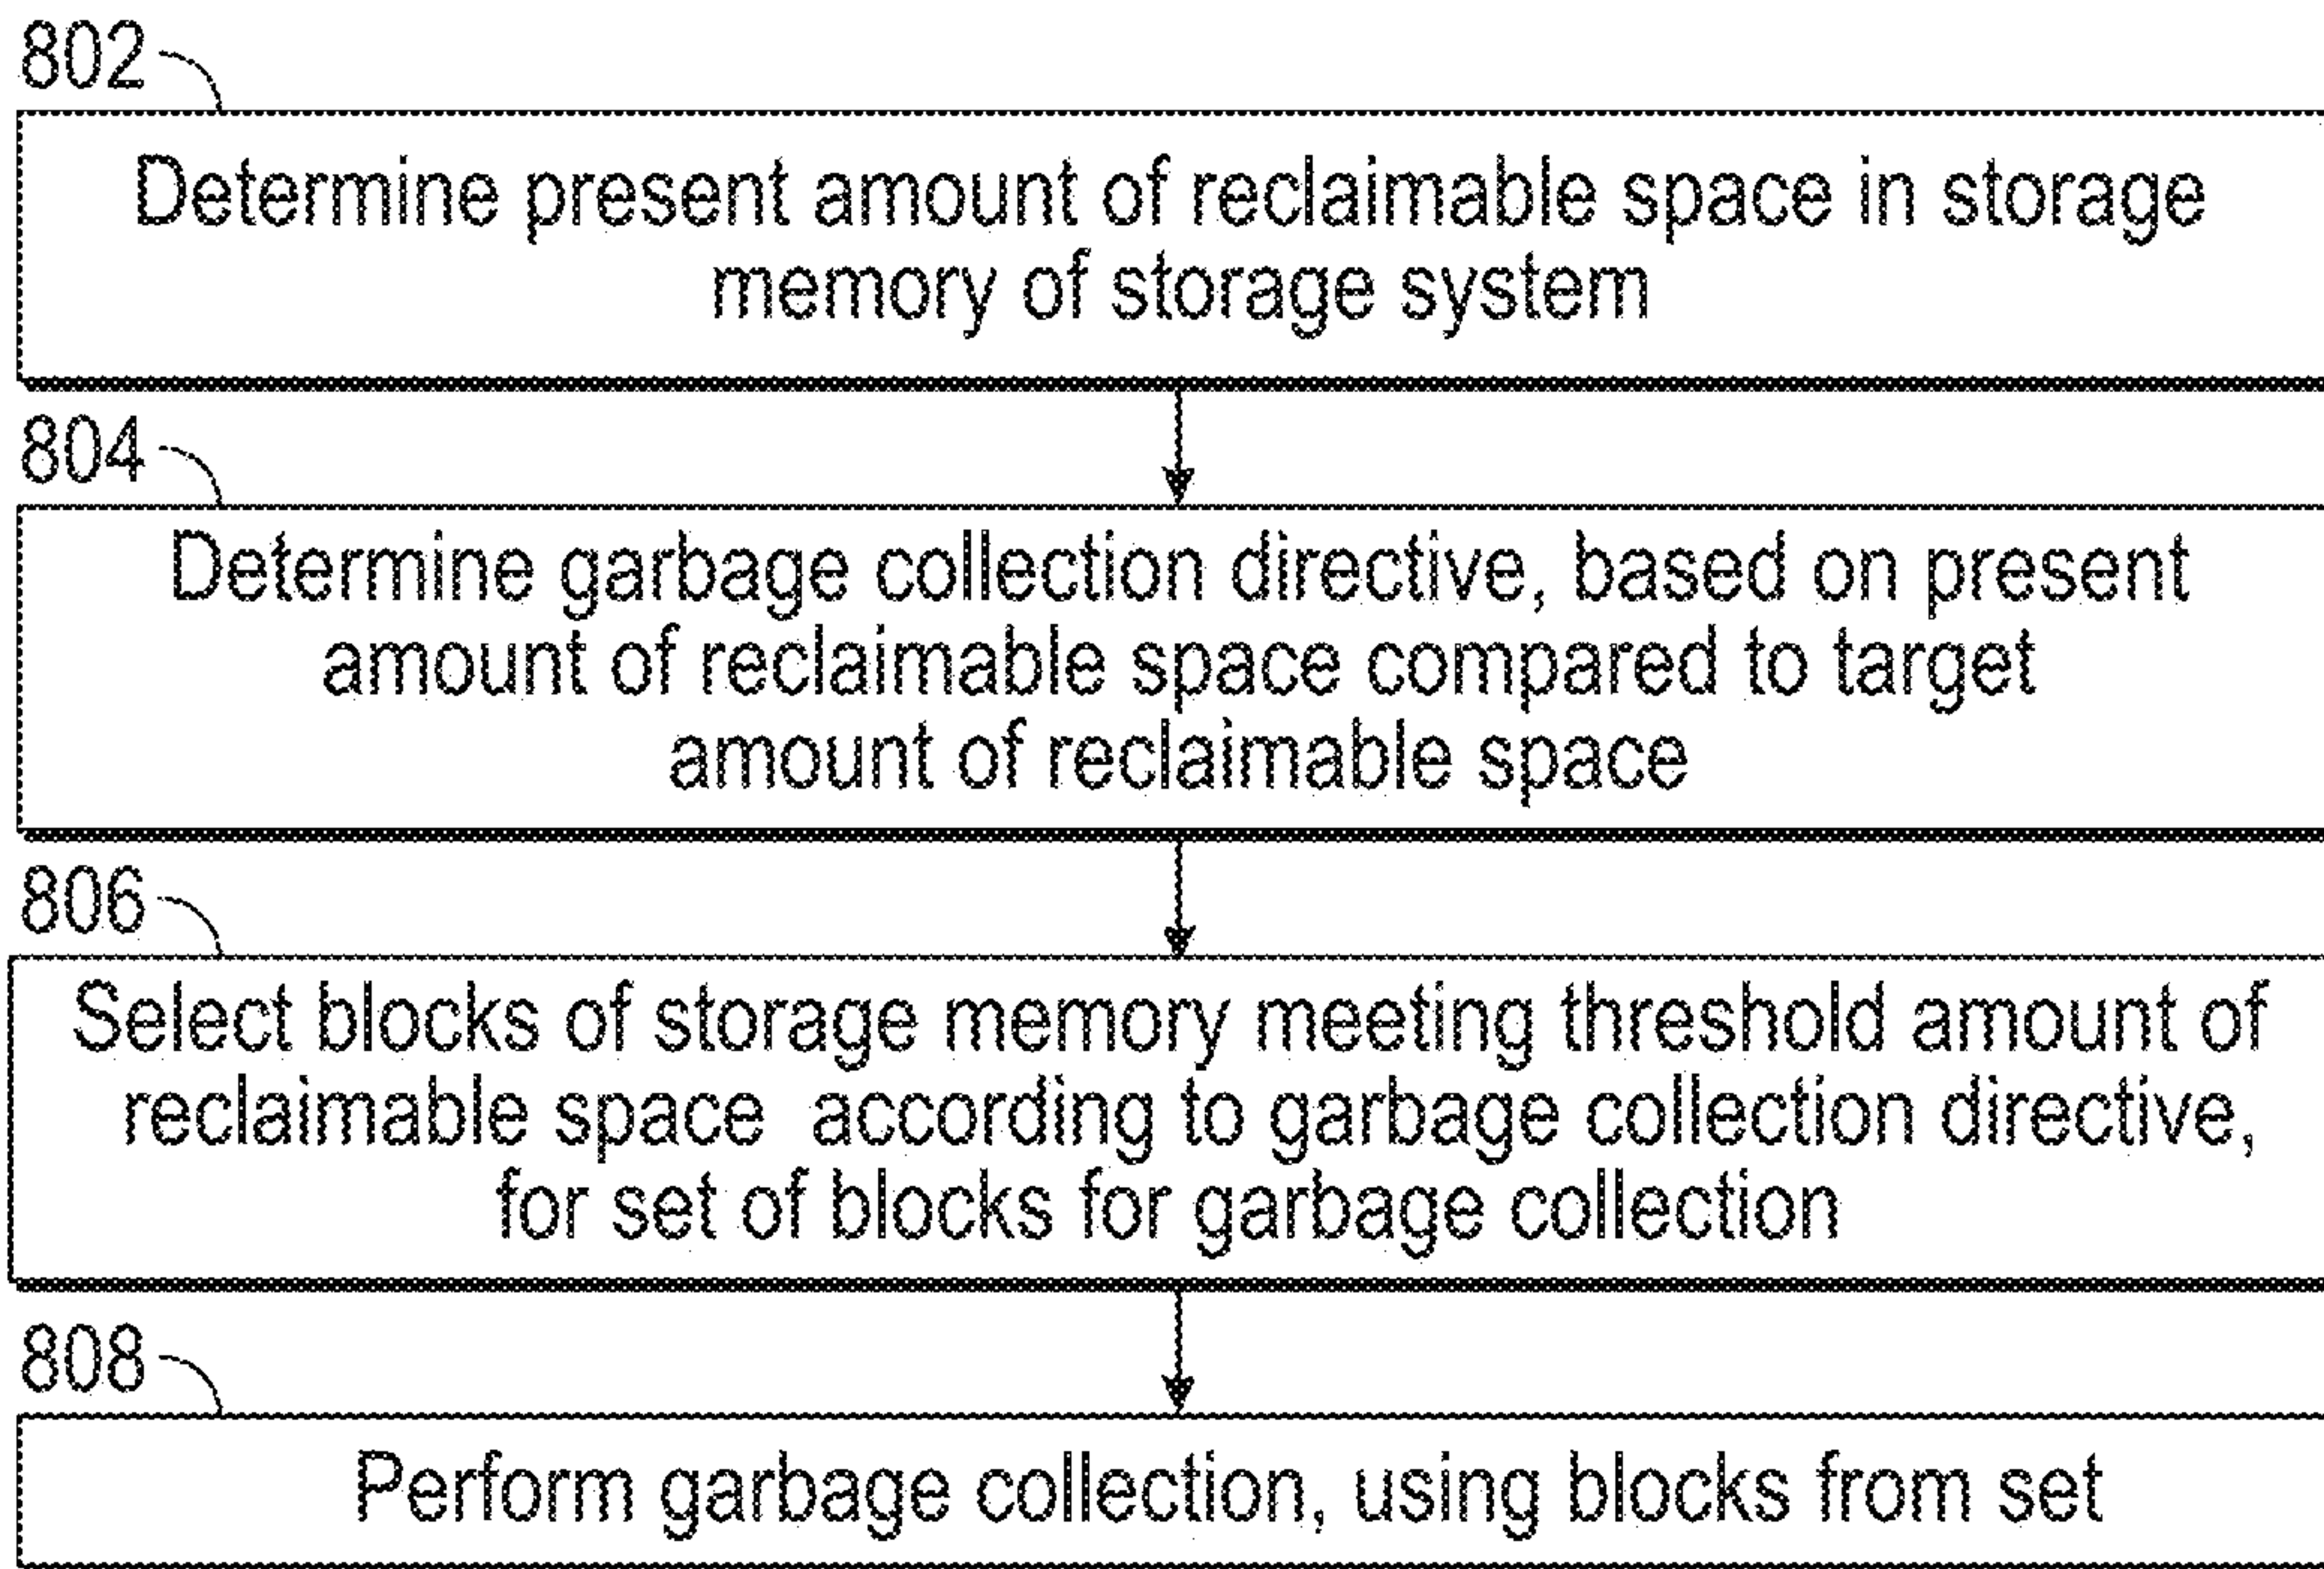 802
Determine present amount of reclaimable space in storage
memory of storage system
804
Determine garbage collection directive, based on present
amount of reclaimable space compared to target
amount of reclaimable space
806
Select blocks of storage memory meeting threshold amount of
reclaimable space according to garbage collection directive,
for set of blocks for garbage collection
808
Perform garbage collection, using blocks from set